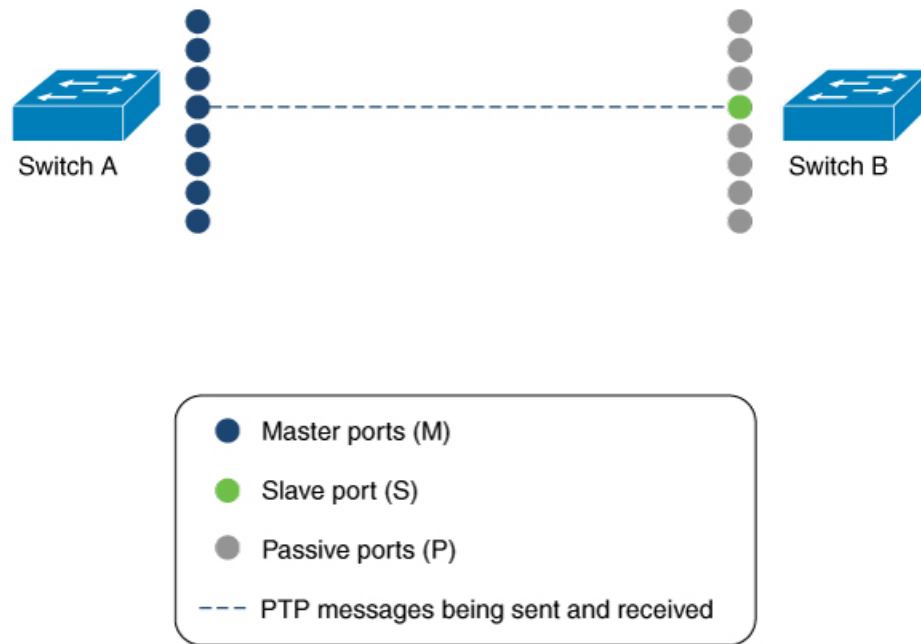 Switch A
Switch B
Master ports (M)
Slave port (S)
Passive ports (P)
PTP messages being sent and received